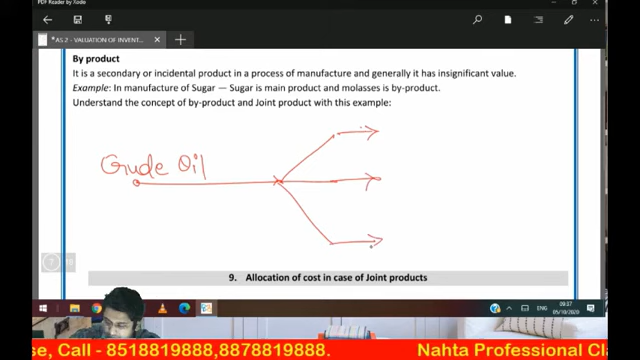 PDF Reader by Xodo
*AS 2 - VALUATION OF INVENT
By product
It is a secondary or incidental product in a process of manufacture and generally it has insignificant value.
Example: In manufacture of Sugar — Sugar is main product and molasses is by-product.
Understand the concept of by-product and Joint product with this example:
Crude Oil
9. Allocation of cost in case of Joint products
ENG
09:37
05/10/2020
se, Call - 8518819888,8878819888. Nahta Professional Cla